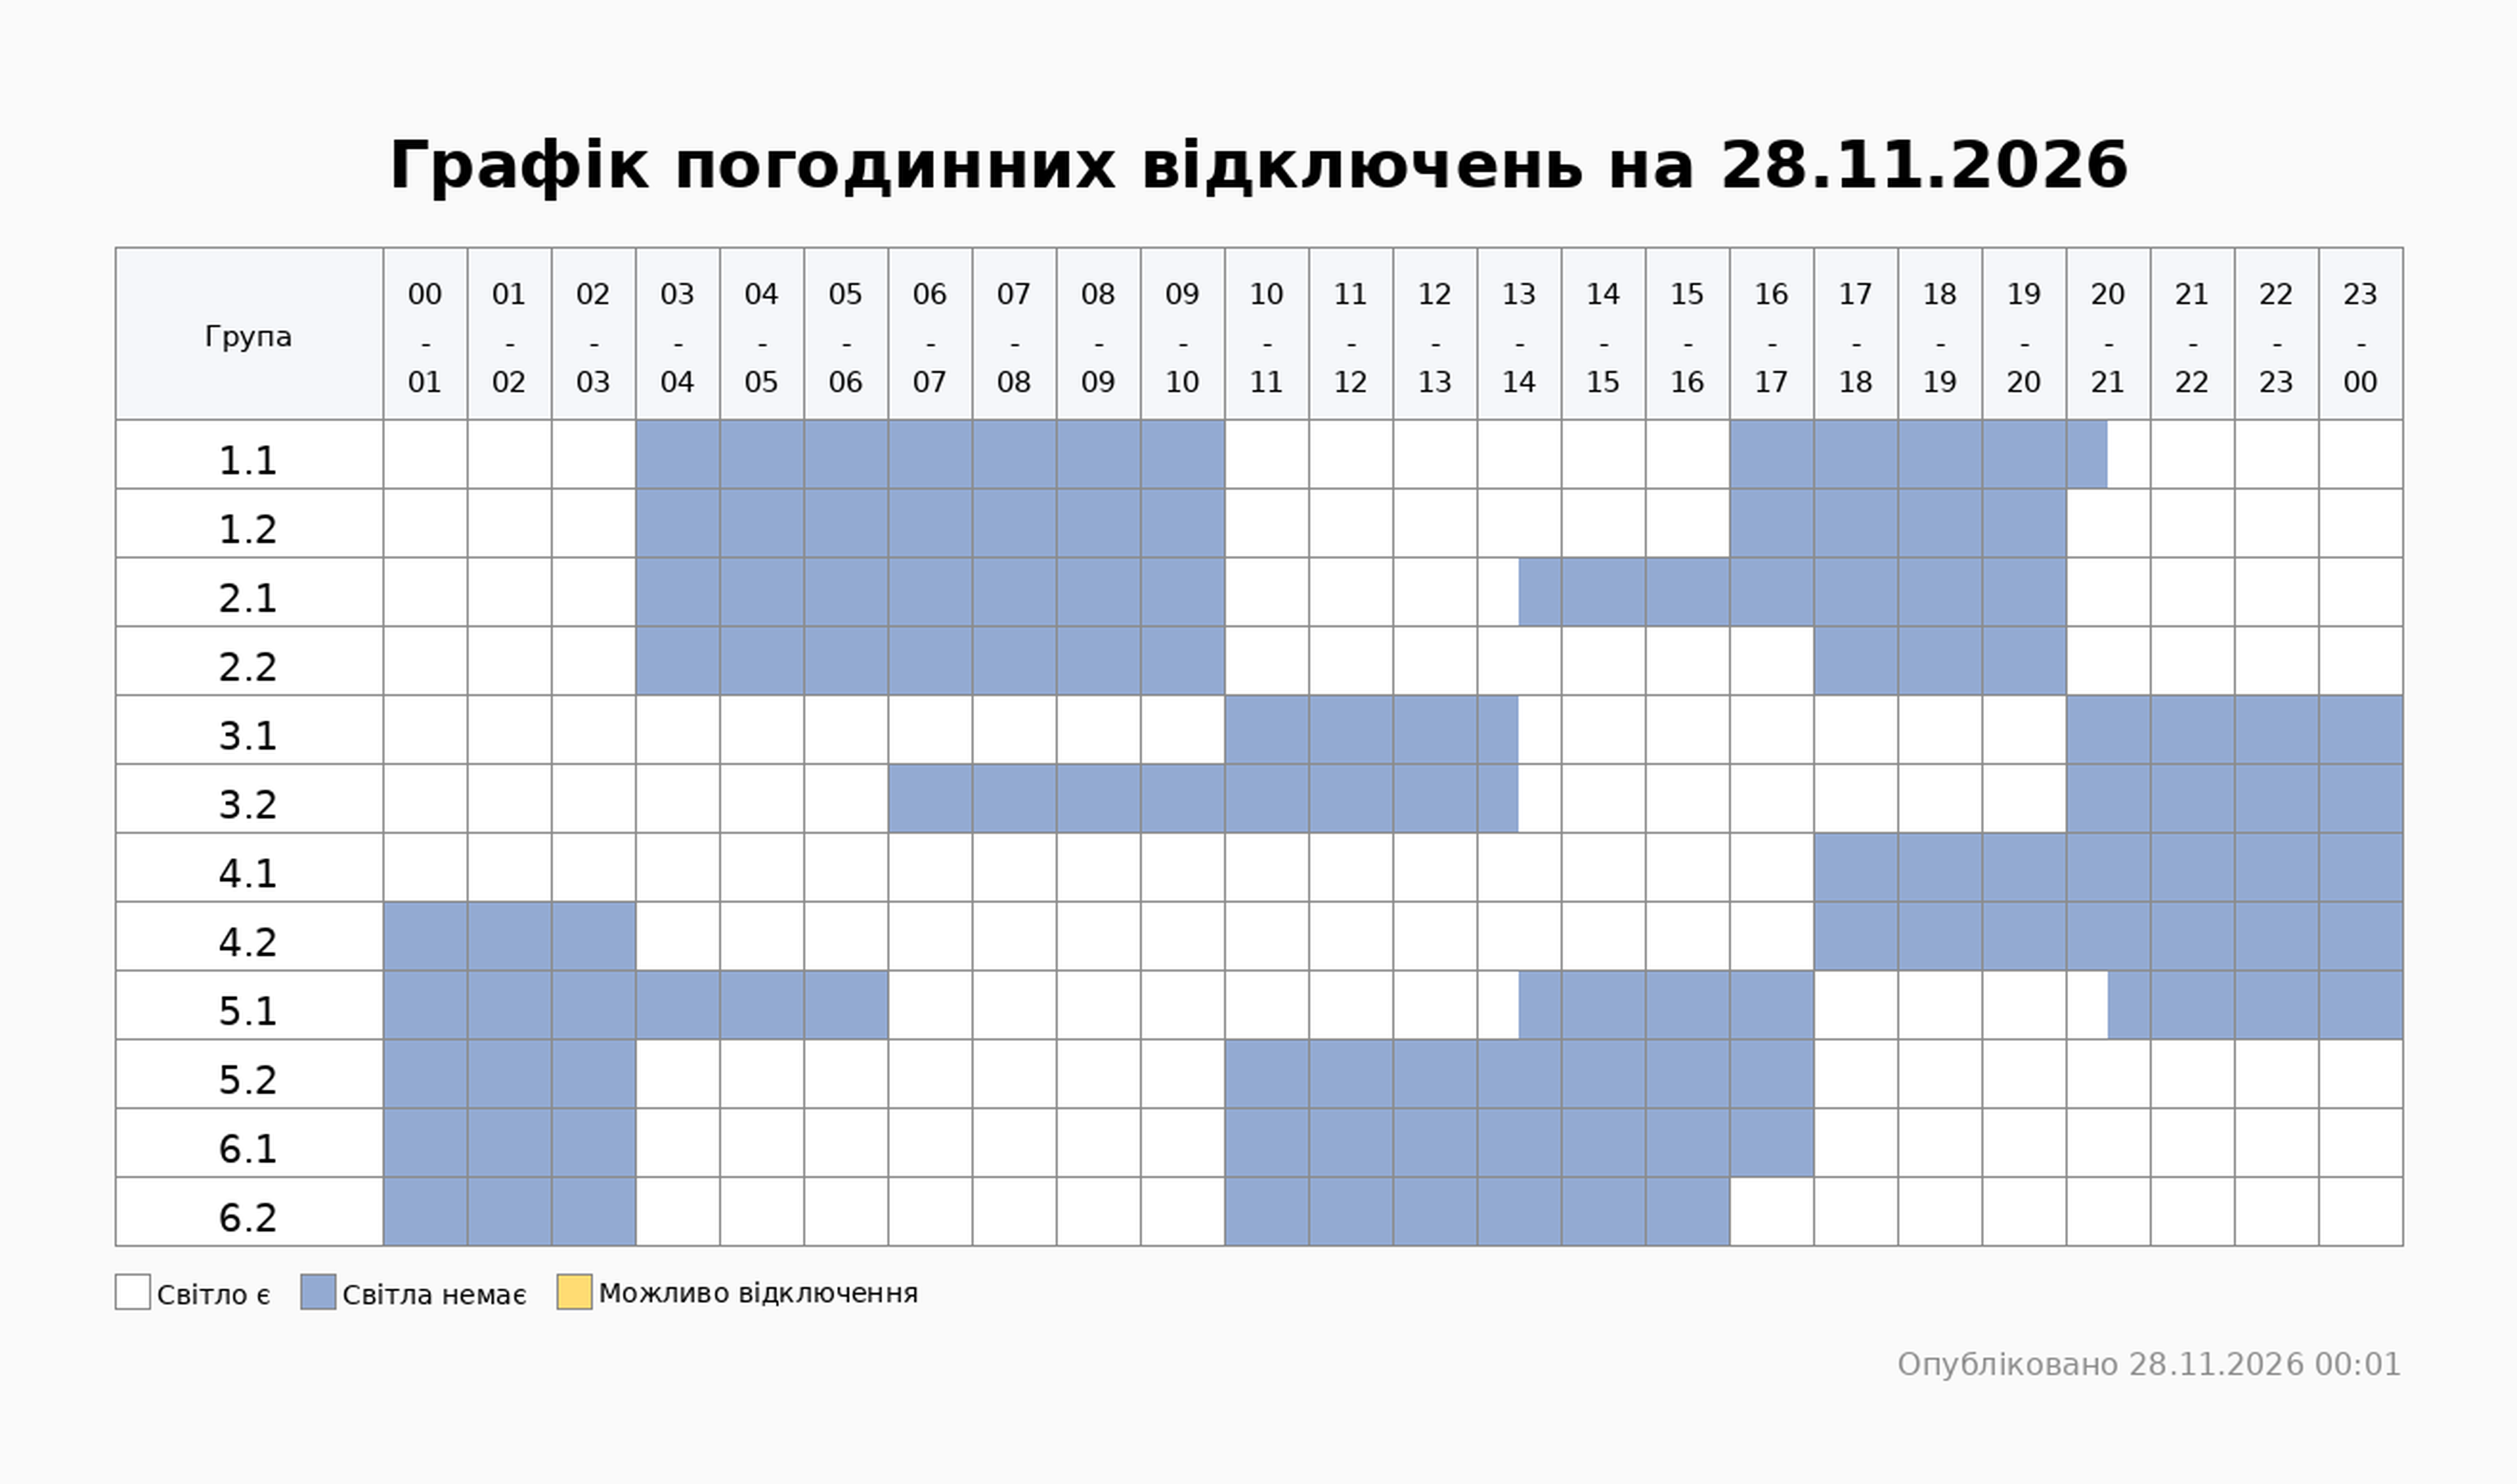 Графік погодинних відключень на 28.11.2026
Група
00 - 01
01 - 02
02 - 03
03 - 04
04 - 05
05 - 06
06 - 07
07 - 08
08 - 09
09 - 10
10 - 11
11 - 12
12 - 13
13 - 14
14 - 15
15 - 16
16 - 17
17 - 18
18 - 19
19 - 20
20 - 21
21 - 22
22 - 23
23 - 00
1.1
1.2
2.1
2.2
3.1
3.2
4.1
4.2
5.1
5.2
6.1
6.2
Світло є
Світла немає
Можливо відключення
Опубліковано 28.11.2026 00:01